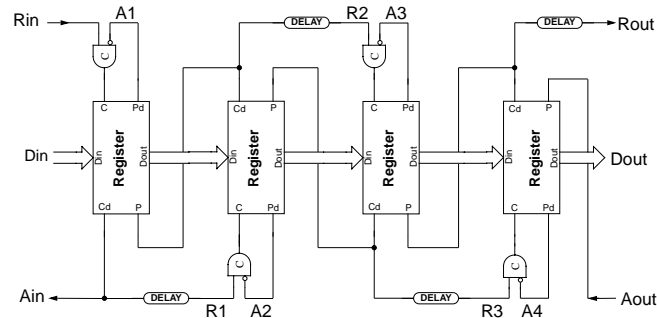 Rin A1 DELAY R2 A3 DELAY Rout
C C
C Pd Cd P C Pd Cd P
Din Din Register Dout Din Register Dout Din Register Dout Din Register Dout Dout
Cd P C Pd Cd P C Pd
C C
Ain DELAY R1 A2 DELAY R3 A4 Aout